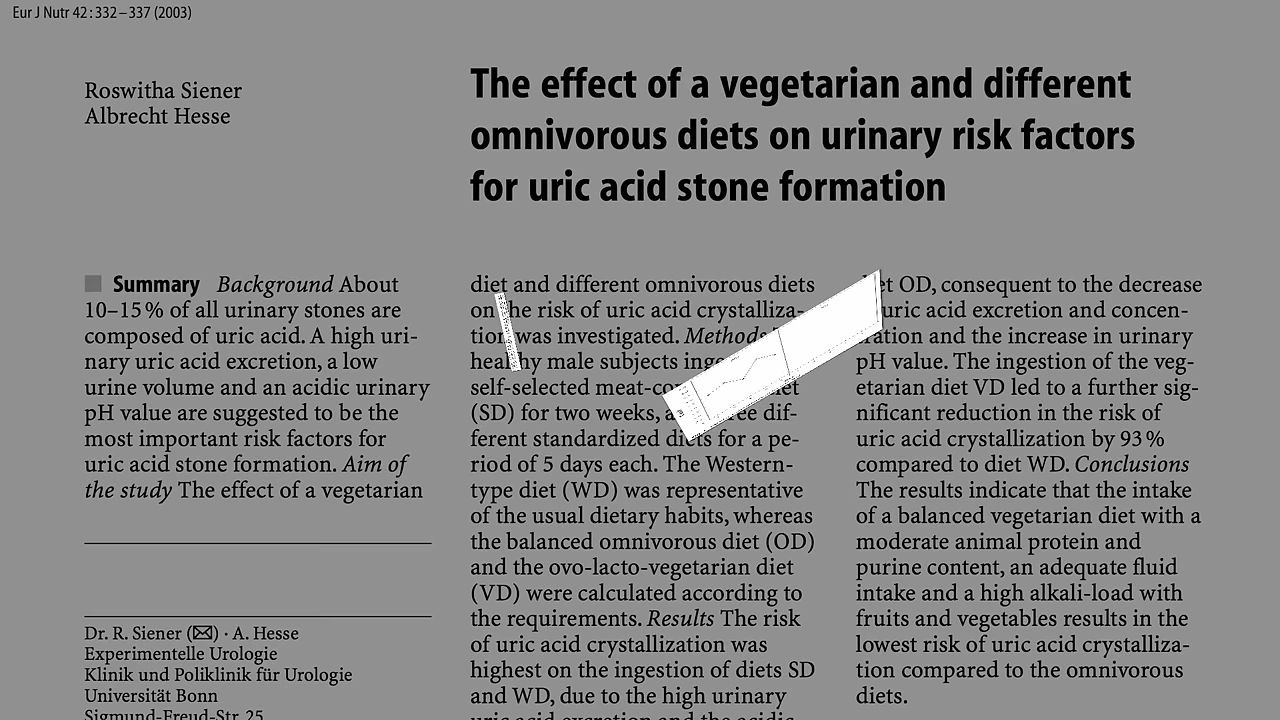 Eur J Nutr 42 : 332 – 337 (2003)
Roswitha Siener
Albrecht Hesse
The effect of a vegetarian and different
omnivorous diets on urinary risk factors
for uric acid stone formation
Summary Background About
10–15 % of all urinary stones are
composed of uric acid. A high uri-
nary uric acid excretion, a low
urine volume and an acidic urinary
pH value are suggested to be the
most important risk factors for
uric acid stone formation. Aim of
the study The effect of a vegetarian
Dr. R. Siener (✉) · A. Hesse
Experimentelle Urologie
Klinik und Poliklinik für Urologie
Universität Bonn
Sigmund-Freud-Str. 25
diet and different omnivorous diets
on the risk of uric acid crystalliza-
tion was investigated. Methods
healthy male subjects
self-selected
(SD) for two weeks, dif-
ferent standardized diets for a pe-
riod of 5 days each. The Western-
type diet (WD) was representative
of the usual dietary habits, whereas
the balanced omnivorous diet (OD)
and the ovo-lacto-vegetarian diet
(VD) were calculated according to
the requirements. Results The risk
of uric acid crystallization was
highest on the ingestion of diets SD
and WD, due to the high urinary
uric acid excretion and the acidic
OD, consequent to the decrease
uric acid excretion and concen-
tration and the increase in urinary
pH value. The ingestion of the veg-
etarian diet VD led to a further sig-
nificant reduction in the risk of
uric acid crystallization by 93 %
compared to diet WD. Conclusions
The results indicate that the intake
of a balanced vegetarian diet with a
moderate animal protein and
purine content, an adequate fluid
intake and a high alkali-load with
fruits and vegetables results in the
lowest risk of uric acid crystalliza-
tion compared to the omnivorous
diets.